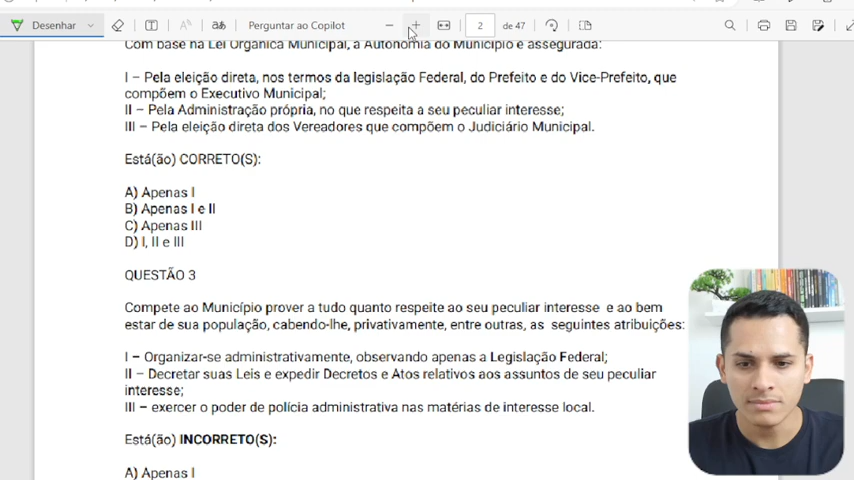 Desenhar
Perguntar ao Copilot
2 de 47
Com base na Lei Orgânica Municipal, a Autonomia do Município é assegurada:
I – Pela eleição direta, nos termos da legislação Federal, do Prefeito e do Vice-Prefeito, que
compõem o Executivo Municipal;
II – Pela Administração própria, no que respeita a seu peculiar interesse;
III – Pela eleição direta dos Vereadores que compõem o Judiciário Municipal.
Está(ão) CORRETO(S):
A) Apenas I
B) Apenas I e II
C) Apenas III
D) I, II e III
QUESTÃO 3
Compete ao Município prover a tudo quanto respeite ao seu peculiar interesse e ao bem
estar de sua população, cabendo-lhe, privativamente, entre outras, as seguintes atribuições:
I – Organizar-se administrativamente, observando apenas a Legislação Federal;
II – Decretar suas Leis e expedir Decretos e Atos relativos aos assuntos de seu peculiar
interesse;
III – exercer o poder de polícia administrativa nas matérias de interesse local.
Está(ão) INCORRETO(S):
A) Apenas I